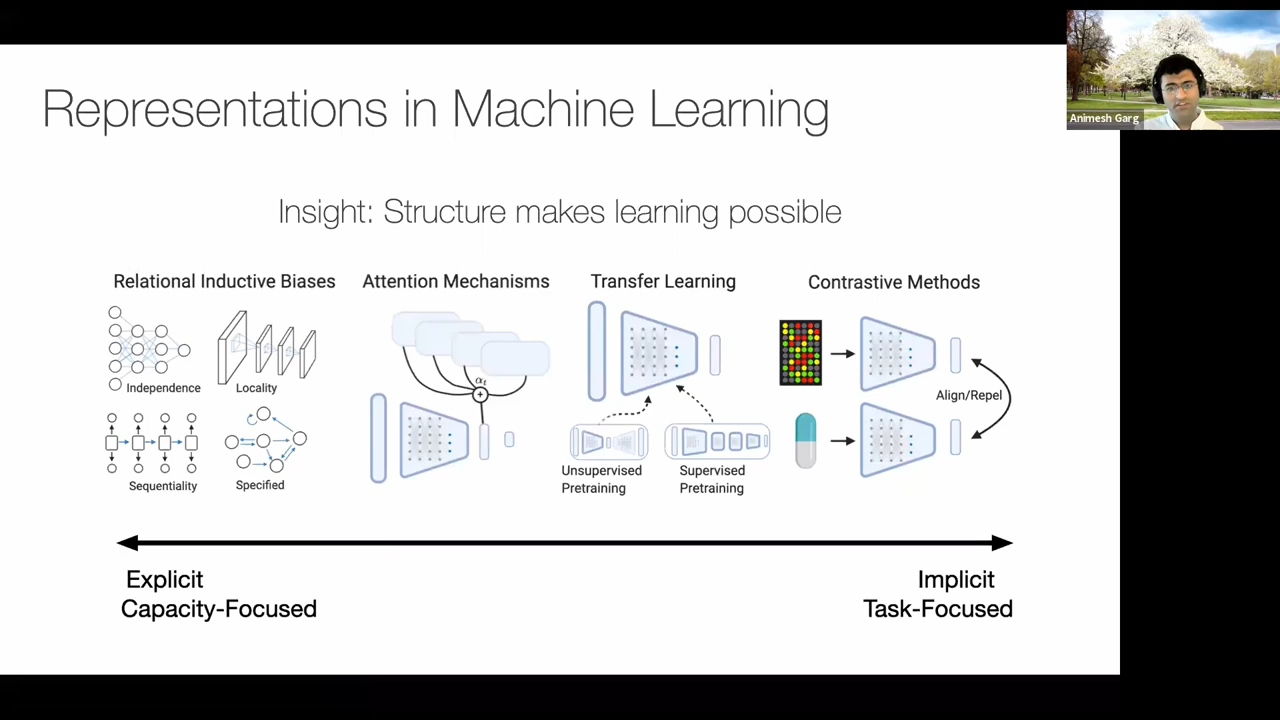 Representations in Machine Learning
Animesh Garg
Insight: Structure makes learning possible
Relational Inductive Biases
Independence
Locality
Sequentiality
Specified
Attention Mechanisms
αt
+
Transfer Learning
Unsupervised
Pretraining
Supervised
Pretraining
Contrastive Methods
Align/Repel
Explicit
Capacity-Focused
Implicit
Task-Focused